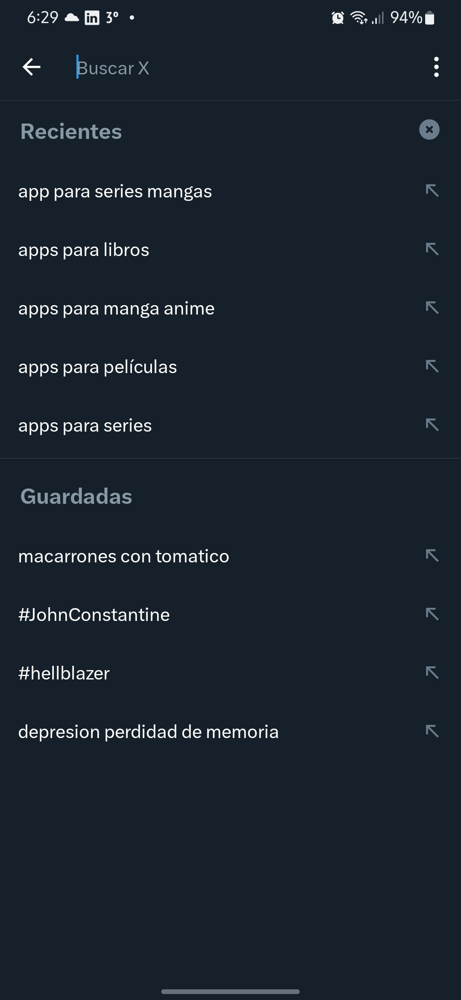 6:29 in 3° • 94%
Buscar X
Recientes
app para series mangas
apps para libros
apps para manga anime
apps para películas
apps para series
Guardadas
macarrones con tomatico
#JohnConstantine
#hellblazer
depresion perdidad de memoria